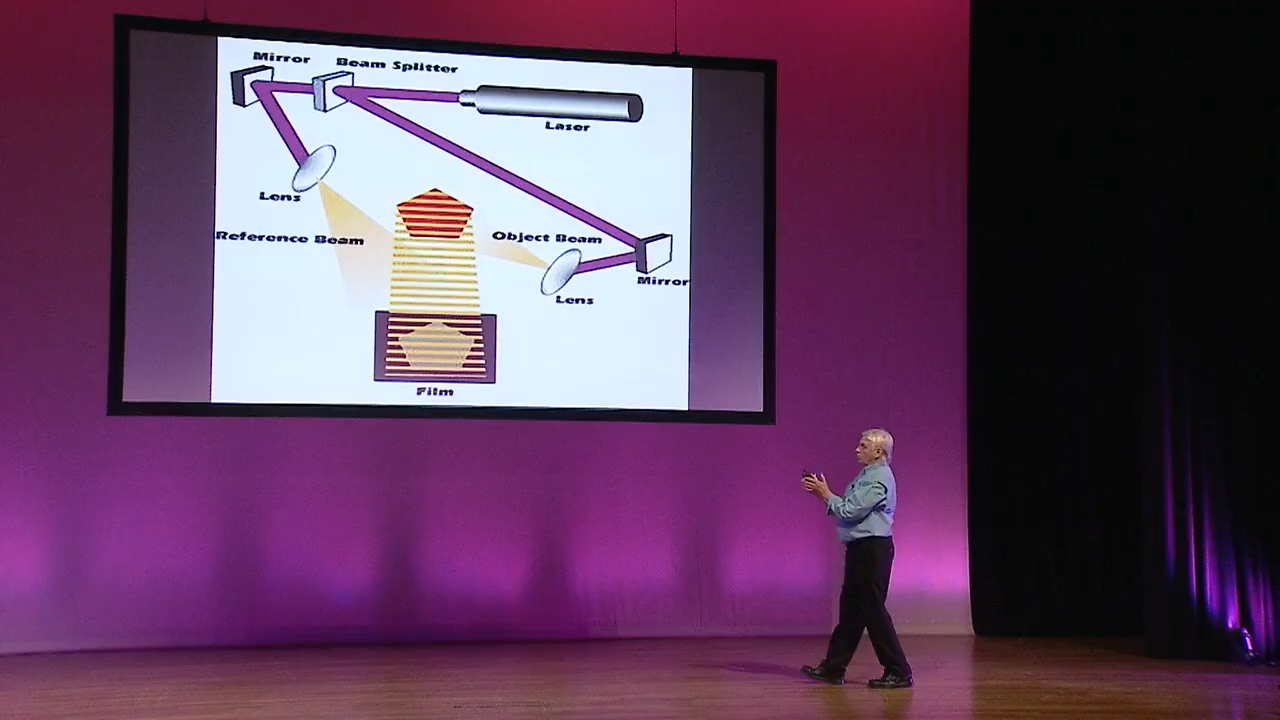 Mirror
Beam Splitter
Laser
Lens
Reference Beam
Object Beam
Mirror
Lens
Film